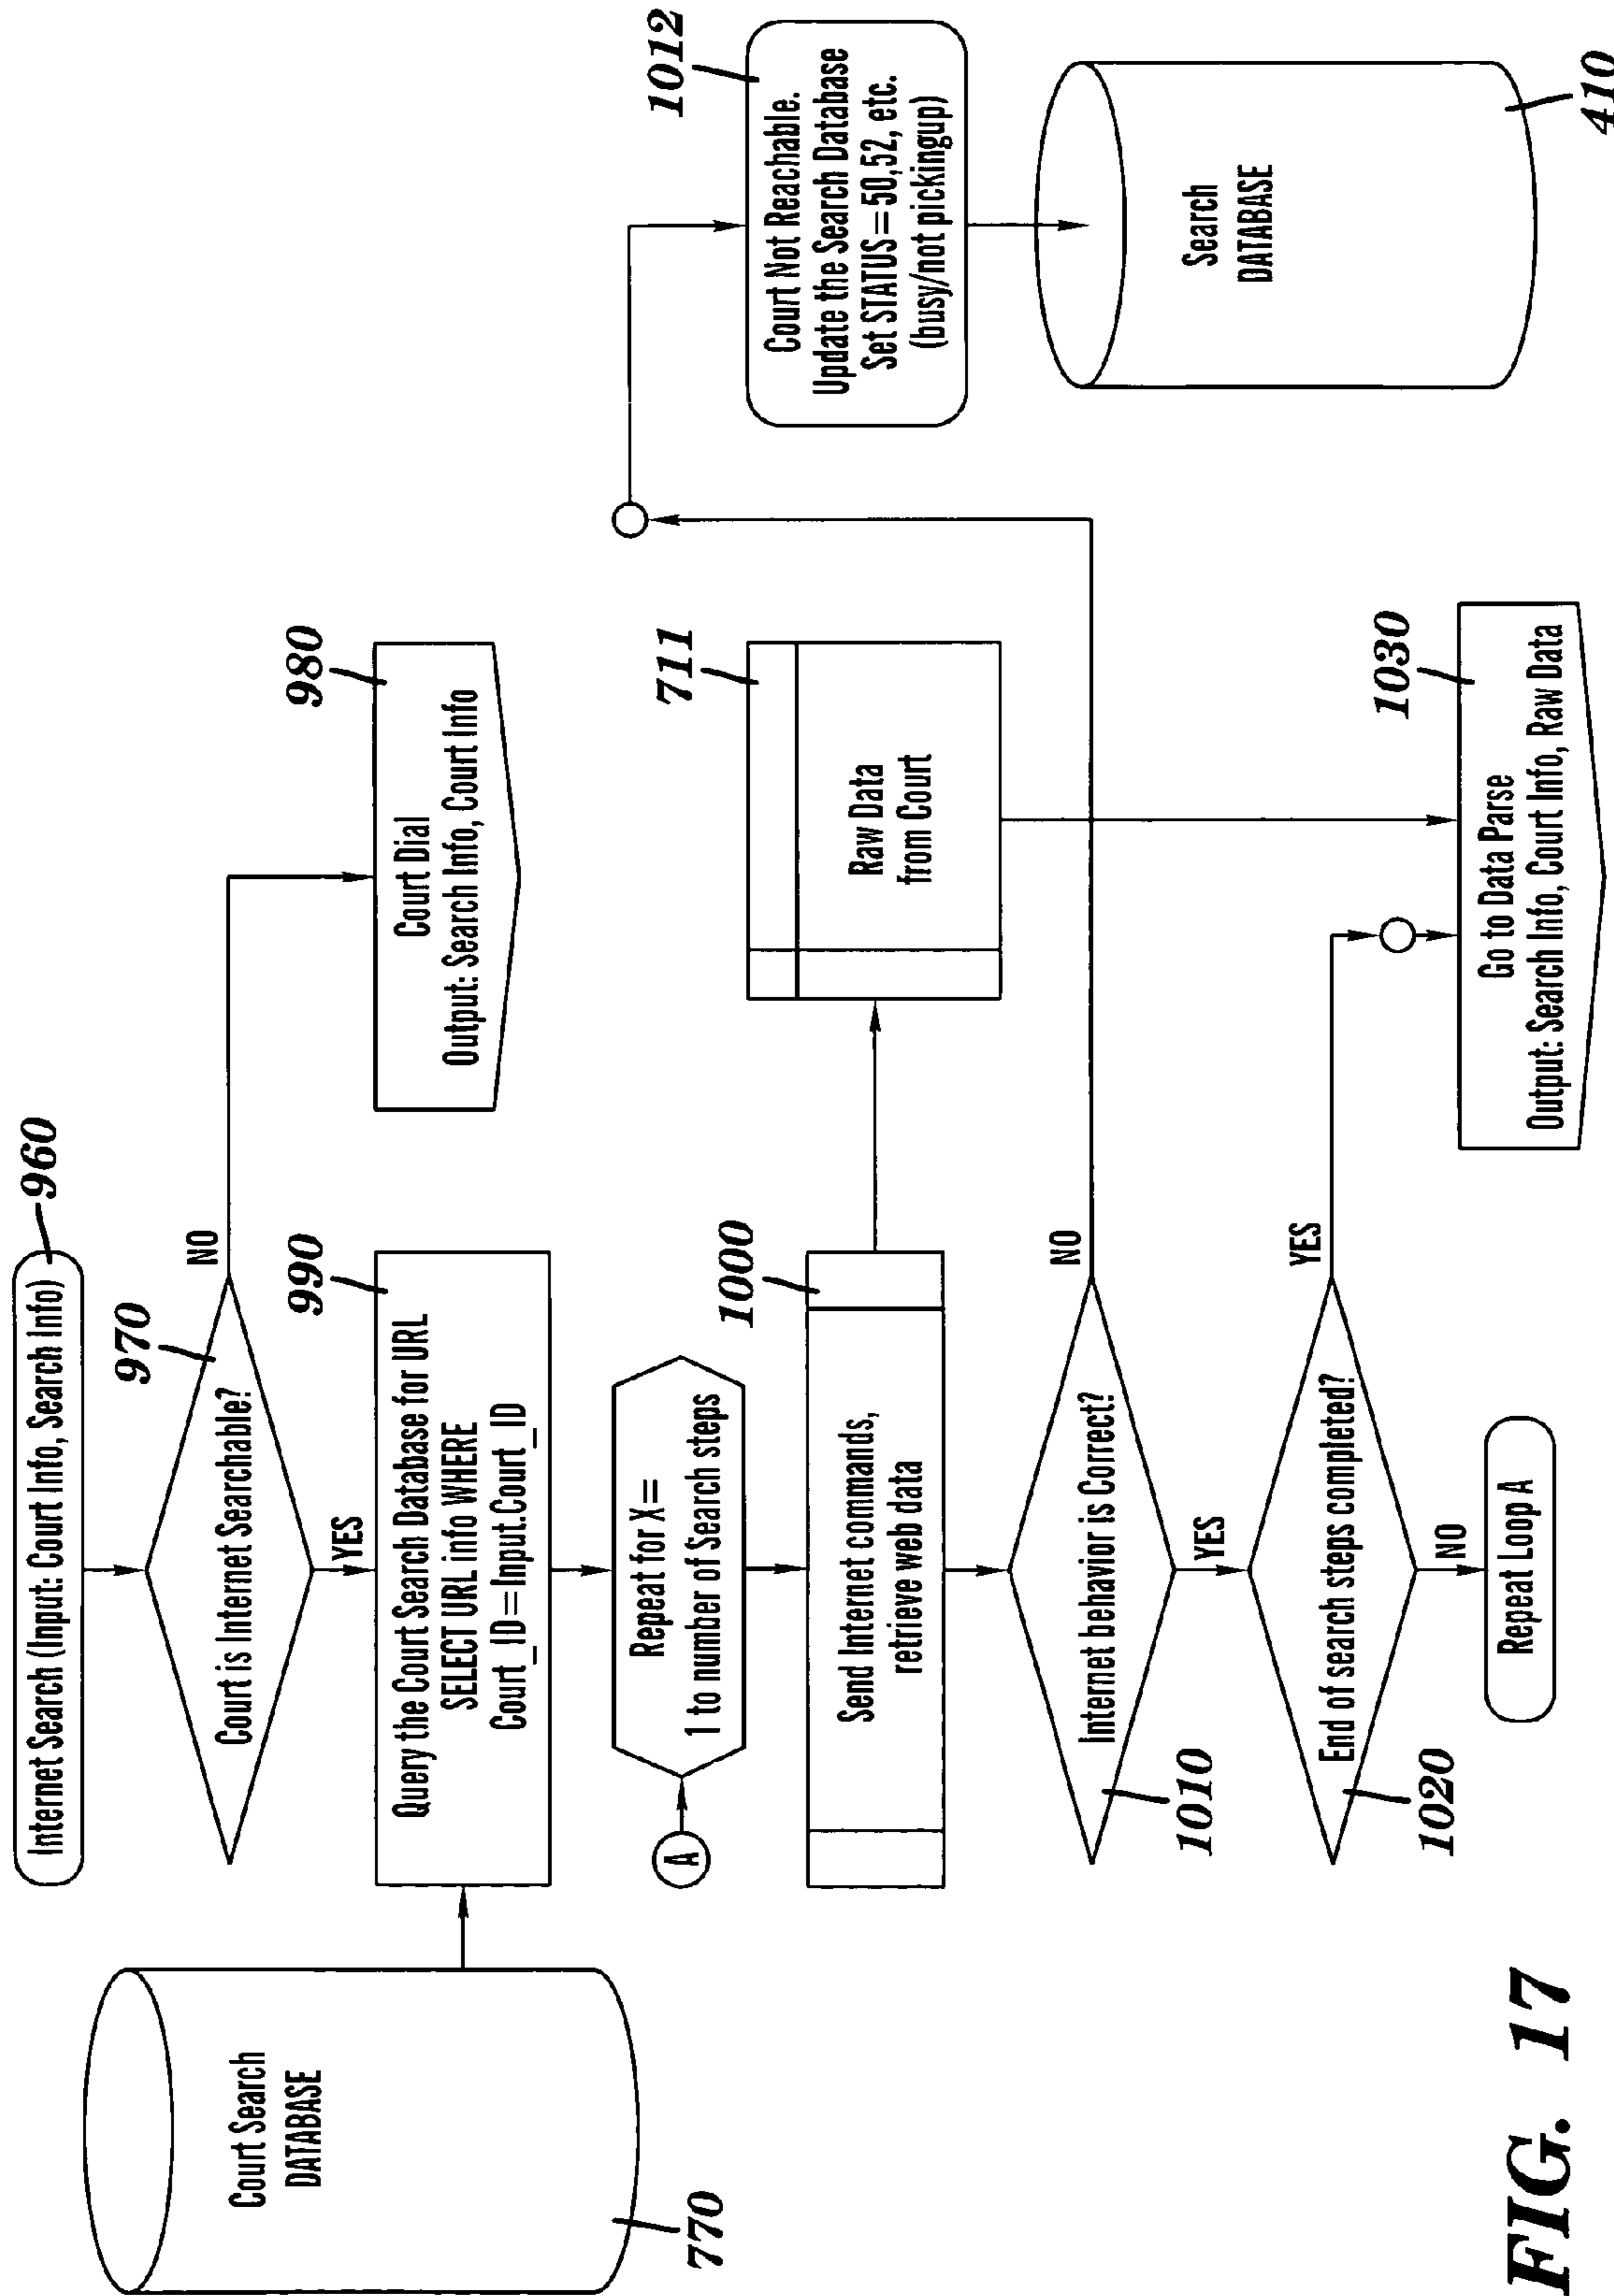 Internet Search (Input: Court Info, Search Info)
960
Court is Internet Searchable?
970
NO
YES
Court Dial
Output: Search Info, Court Info
980
Court Search
DATABASE
770
Query the Court Search Database for URL
SELECT URL info WHERE
Court_ID=Input.Court_ID
990
A
Repeat for X=
1 to number of Search steps
Send Internet commands,
retrieve web data
1000
Raw Data
from Court
711
Court Not Reachable.
Update the Search Database
Set STATUS=50,52, etc.
(busy/not pickingup)
1012
Search
DATABASE
410
Internet behavior is Correct?
1010
NO
YES
End of search steps completed?
1020
YES
NO
Go to Data Parse
Output: Search Info, Court Info, Raw Data
1030
Repeat Loop A
FIG. 17